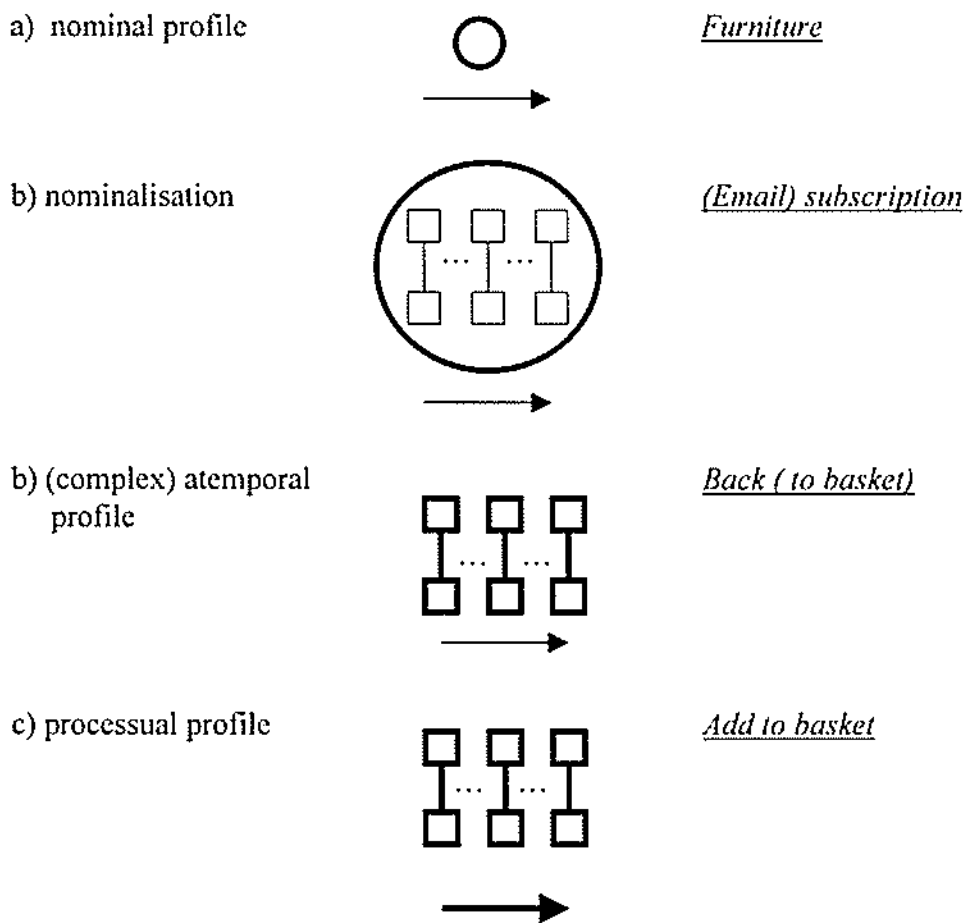 a) nominal profile Furniture
b) nominalisation (Email) subscription
... ...
b) (complex) atemporal Back ( to basket)
profile
... ...
c) processual profile Add to basket
... ...